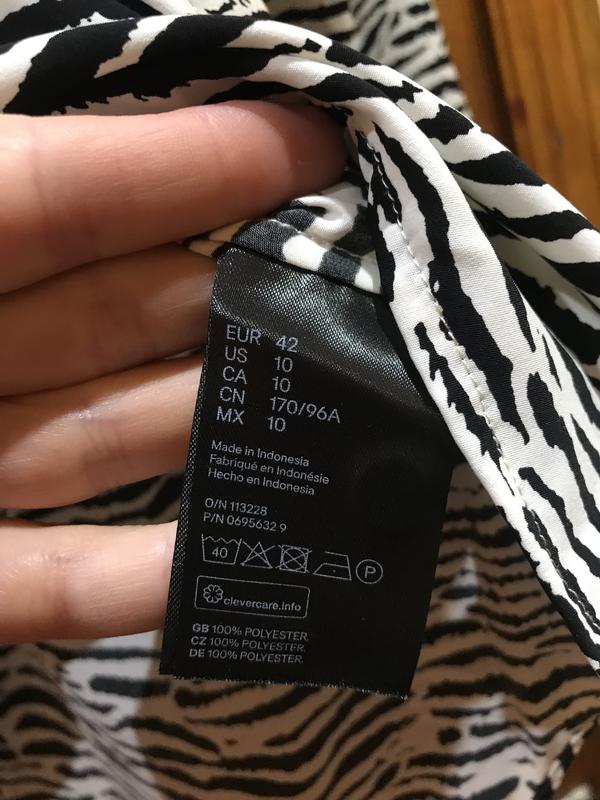 EUR 42
US 10
CA 10
CN 170/96A
MX 10
Made in Indonesia
Fabriqué en Indonésie
Hecho en Indonesia
O/N 113228
P/N 0695632 9
40 P
clevercare.info
GB 100% POLYESTER.
CZ 100% POLYESTER.
DE 100% POLYESTER.